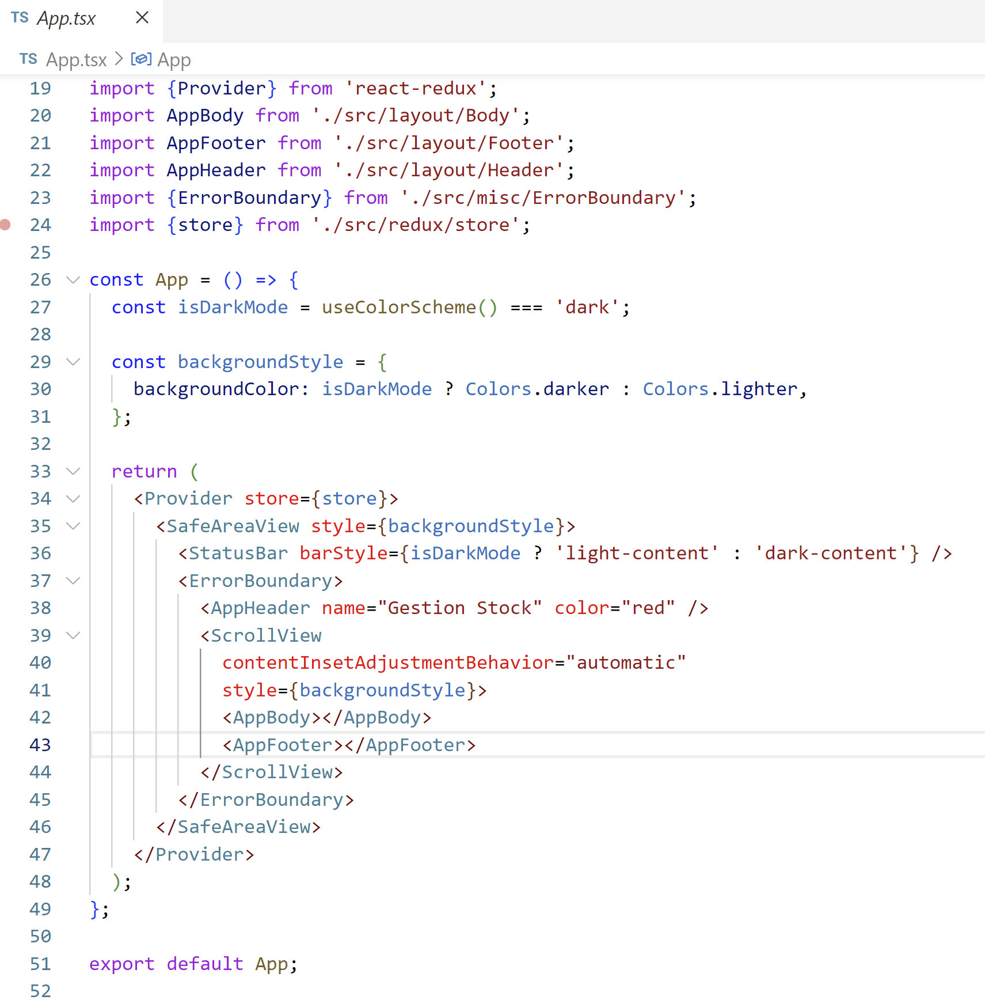 TS App.tsx
TS App.tsx > App
19 import {Provider} from 'react-redux';
20 import AppBody from './src/layout/Body';
21 import AppFooter from './src/layout/Footer';
22 import AppHeader from './src/layout/Header';
23 import {ErrorBoundary} from './src/misc/ErrorBoundary';
24 import {store} from './src/redux/store';
25
26 const App = () => {
27   const isDarkMode = useColorScheme() === 'dark';
28
29   const backgroundStyle = {
30     backgroundColor: isDarkMode ? Colors.darker : Colors.lighter,
31   };
32
33   return (
34     <Provider store={store}>
35       <SafeAreaView style={backgroundStyle}>
36         <StatusBar barStyle={isDarkMode ? 'light-content' : 'dark-content'} />
37         <ErrorBoundary>
38           <AppHeader name="Gestion Stock" color="red" />
39           <ScrollView
40             contentInsetAdjustmentBehavior="automatic"
41             style={backgroundStyle}>
42             <AppBody></AppBody>
43             <AppFooter></AppFooter>
44           </ScrollView>
45         </ErrorBoundary>
46       </SafeAreaView>
47     </Provider>
48   );
49 };
50
51 export default App;
52